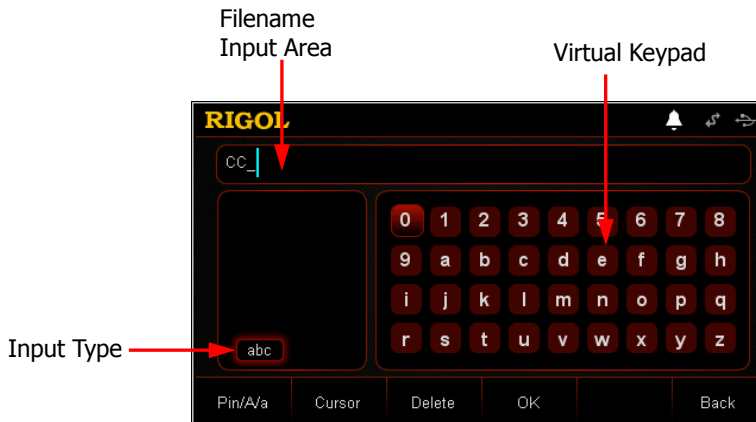 Filename
Input Area
Virtual Keypad
RIGOL
CC_
0 1 2 3 4 5 6 7 8
9 a b c d e f g h
i j k l m n o p q
r s t u v w x y z
Input Type
abc
Pin/A/a Cursor Delete OK Back